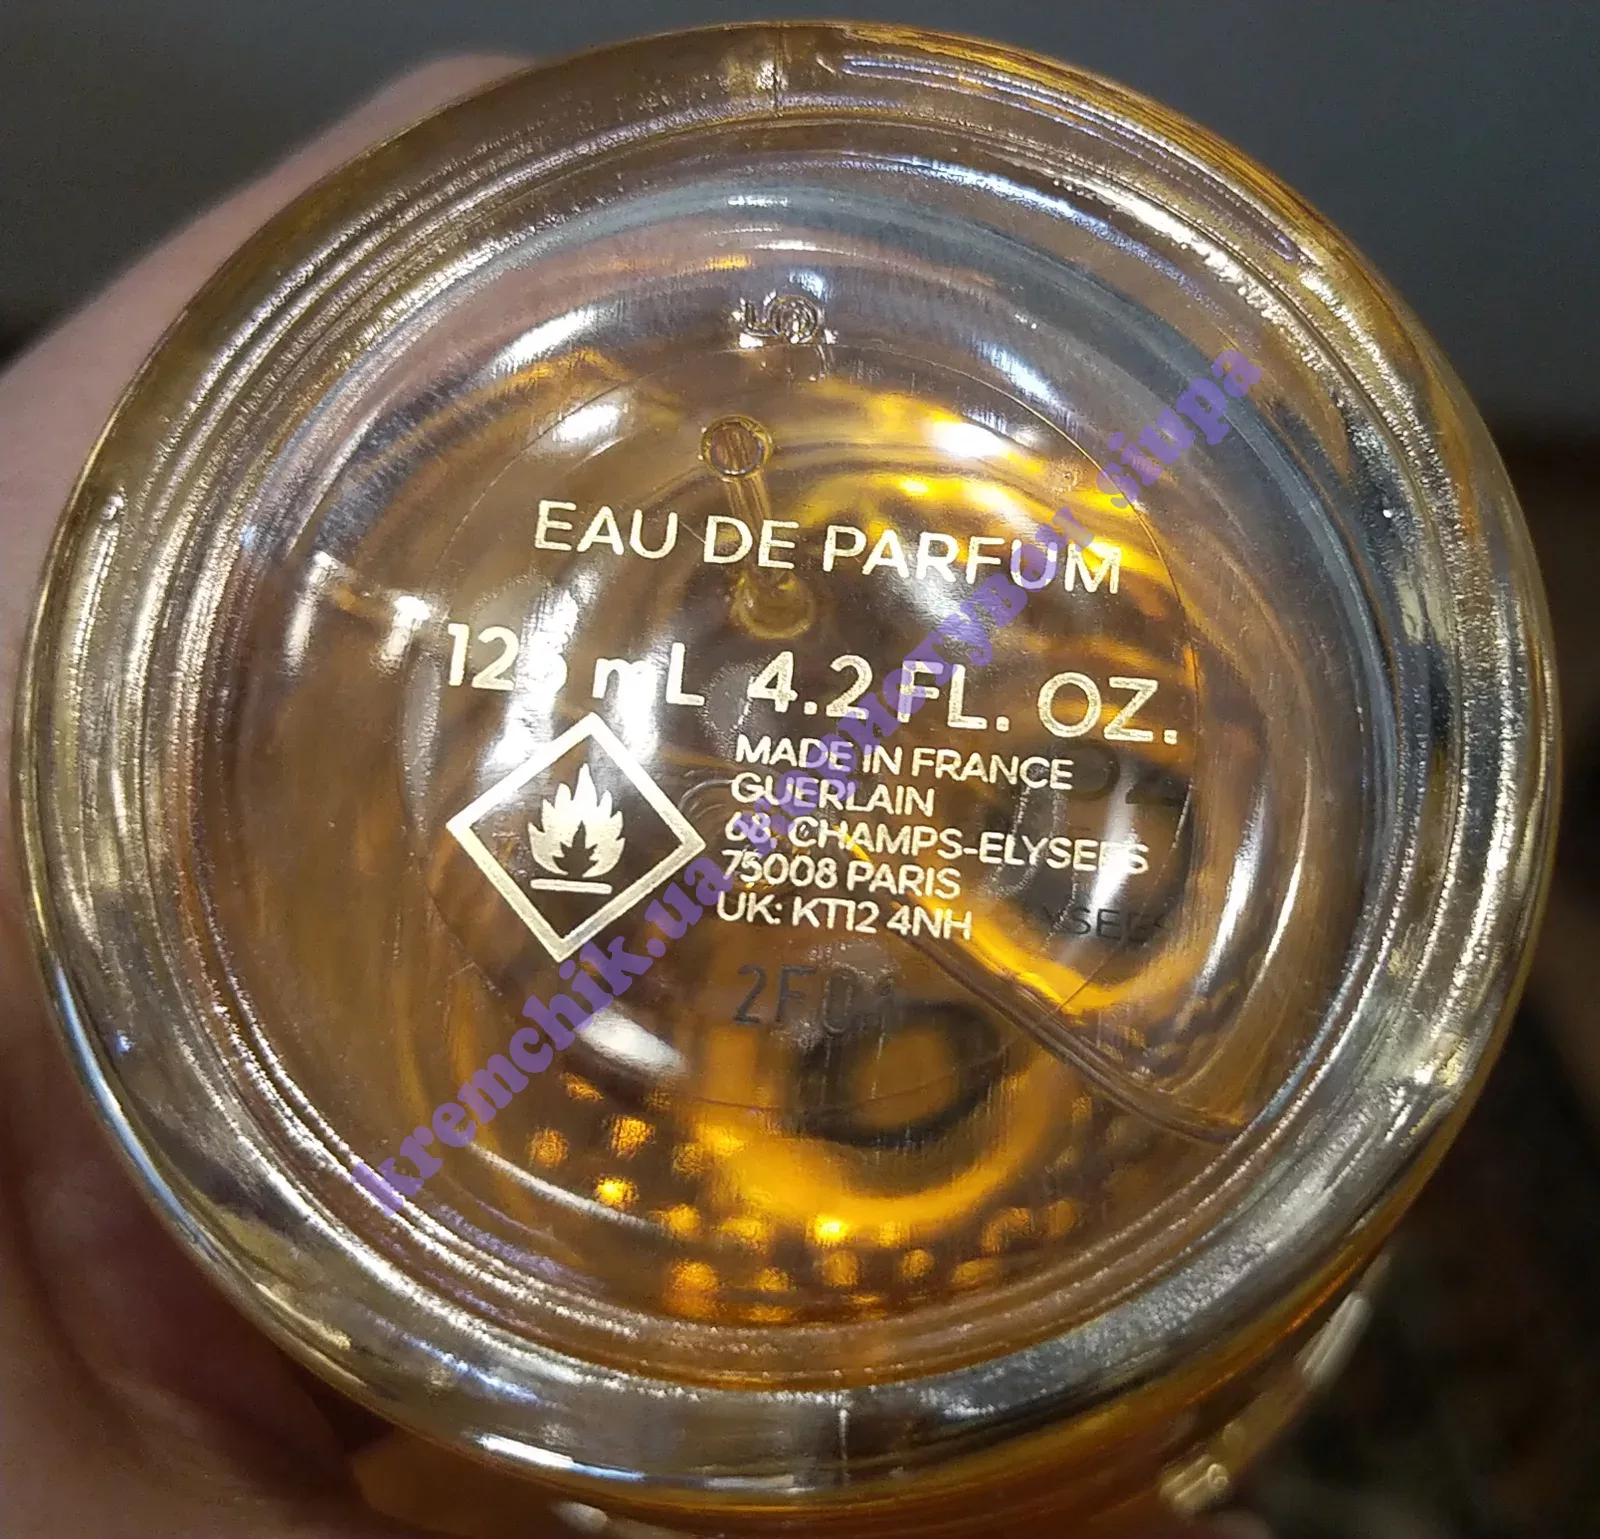 EAU DE PARFUM
125 mL 4.2 FL. OZ.
MADE IN FRANCE
GUERLAIN
68, CHAMPS-ELYSEES
75008 PARIS
UK: KT12 4NH
2F01
kremchik.ua